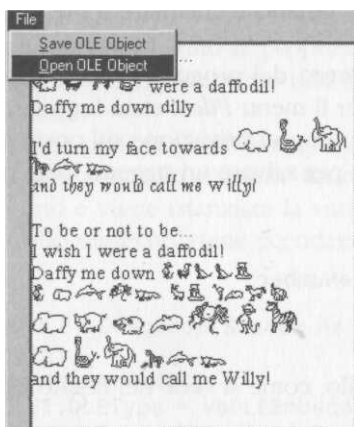 File
Save OLE Object
Open OLE Object
...
were a daffodil!
Daffy me down dilly
I'd turn my face towards
and they would call me Willy!
To be or not to be...
I wish I were a daffodil!
Daffy me down
and they would call me Willy!